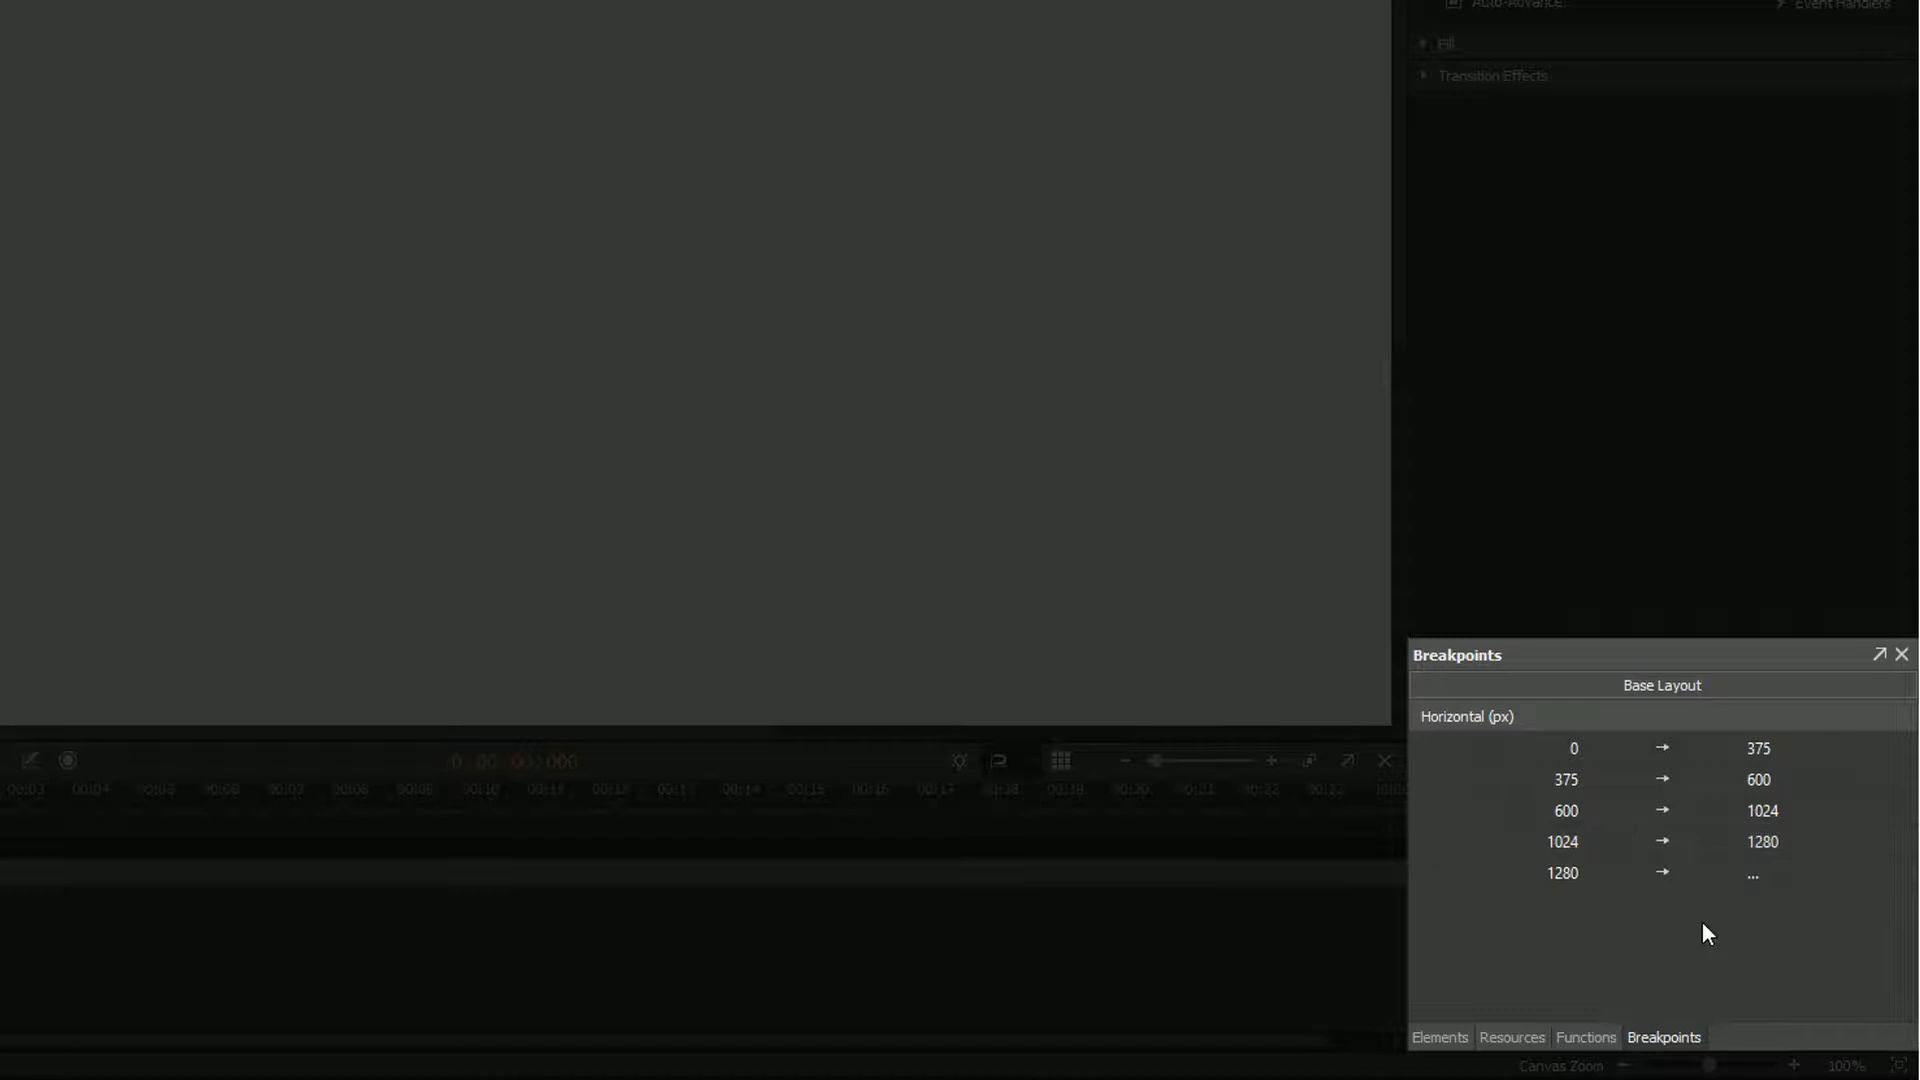 Auto-Advance
Event Handlers
Fill
Transition Effects
Breakpoints
Base Layout
Horizontal (px)
0 → 375
375 → 600
600 → 1024
1024 → 1280
1280 → ...
00:03 00:04 00:05 00:06 00:07 00:08 00:09 00:10 00:11 00:12 00:13 00:14 00:15 00:16 00:17 00:18 00:19 00:20 00:21 00:22 00:23
Elements Resources Functions Breakpoints
Canvas Zoom 100%